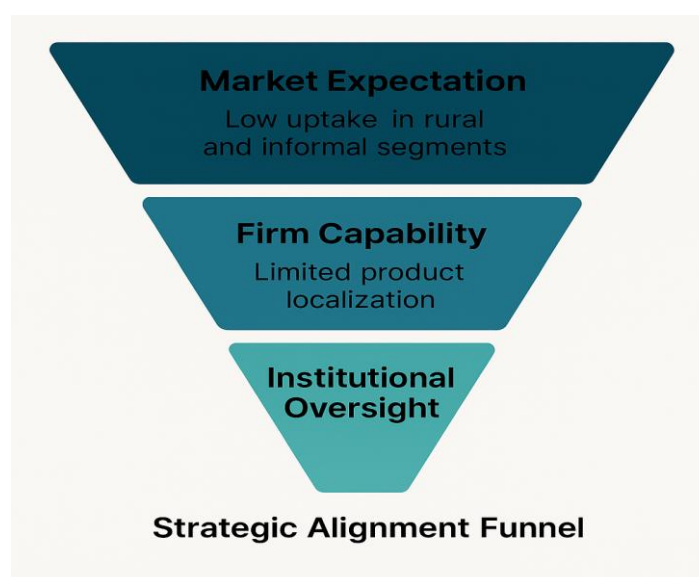 Market Expectation
Low uptake in rural
and informal segments
Firm Capability
Limited product
localization
Institutional
Oversight
Strategic Alignment Funnel